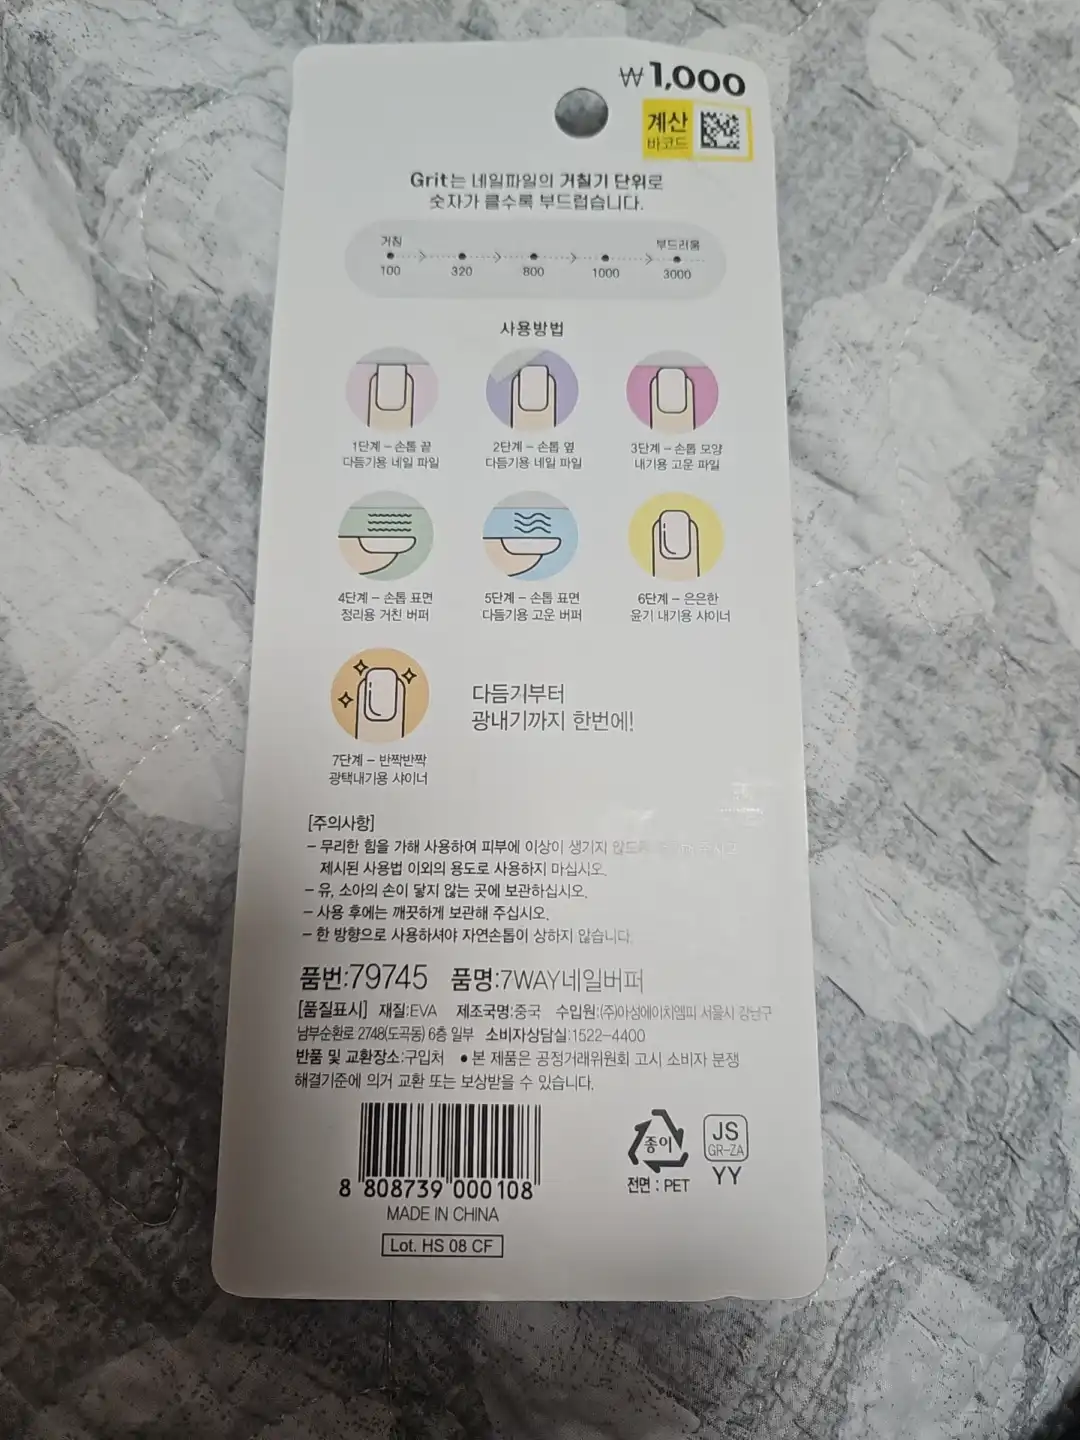 ₩1,000
계산
바코드
Grit는 네일파일의 거칠기 단위로
숫자가 클수록 부드럽습니다.
거침 부드러움
100 320 800 1000 3000
사용방법
1단계 – 손톱 끝
다듬기용 네일 파일
2단계 – 손톱 옆
다듬기용 네일 파일
3단계 – 손톱 모양
내기용 고운 파일
4단계 – 손톱 표면
정리용 거친 버퍼
5단계 – 손톱 표면
다듬기용 고운 버퍼
6단계 – 은은한
윤기 내기용 샤이너
7단계 – 반짝반짝
광택내기용 샤이너
다듬기부터
광내기까지 한번에!
[주의사항]
– 무리한 힘을 가해 사용하여 피부에 이상이 생기지
제시된 사용법 이외의 용도로 사용하지 마십시오.
– 유, 소아의 손이 닿지 않는 곳에 보관하십시오.
– 사용 후에는 깨끗하게 보관해 주십시오.
– 한 방향으로 사용하셔야 자연손톱이 상하지 않습니다.
품번:79745 품명:7WAY네일버퍼
[품질표시] 재질:EVA 제조국명:중국 수입원:(주)아성에이치엠피 서울시 강남구
남부순환로 2748(도곡동) 6층 일부 소비자상담실:1522–4400
반품 및 교환장소:구입처 ● 본 제품은 공정거래위원회 고시 소비자 분쟁
해결기준에 의거 교환 또는 보상받을 수 있습니다.
8 808739 000108
MADE IN CHINA
Lot. HS 08 CF
종이
전면 : PET
JS
GR–ZA
YY